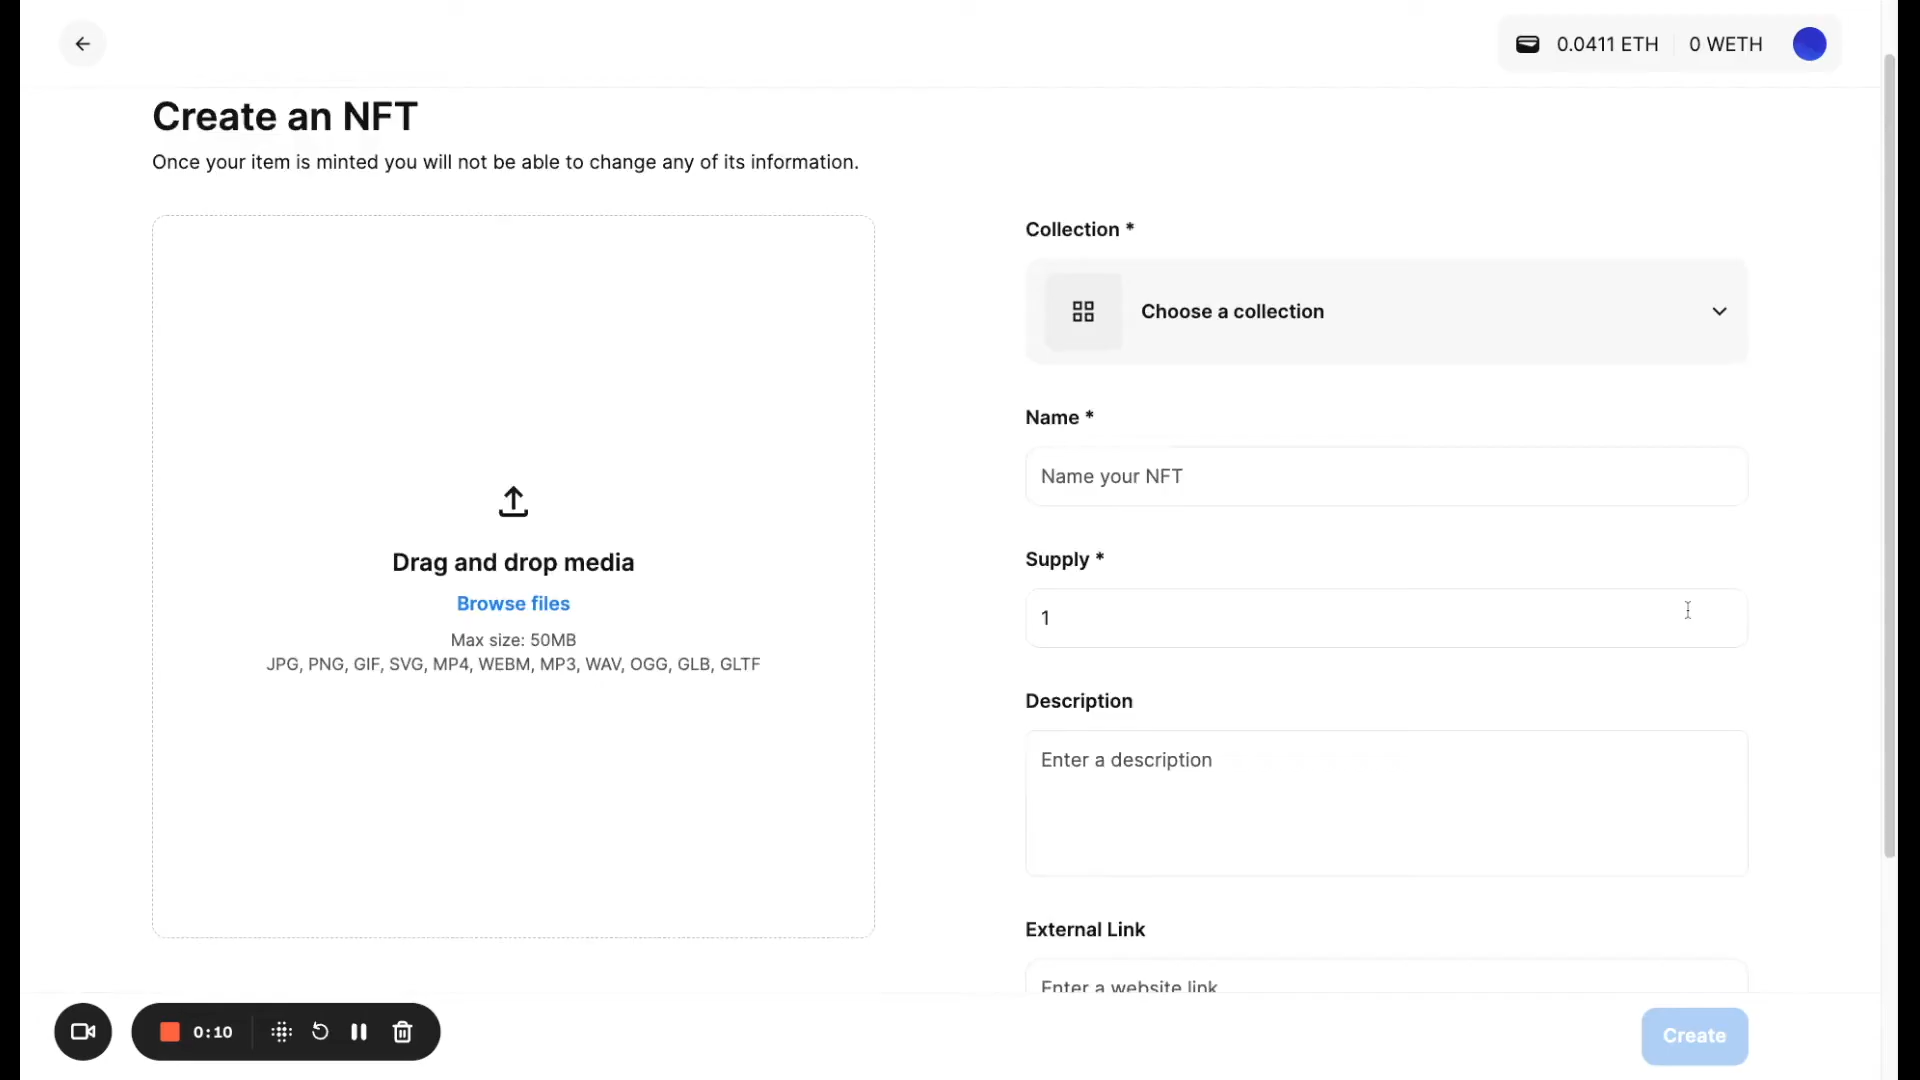 0.0411 ETH 0 WETH
Create an NFT
Once your item is minted you will not be able to change any of its information.
Drag and drop media
Browse files
Max size: 50MB
JPG, PNG, GIF, SVG, MP4, WEBM, MP3, WAV, OGG, GLB, GLTF
Collection *
Choose a collection
Name *
Name your NFT
Supply *
1
Description
Enter a description
External Link
Enter a website link
0:10
Create